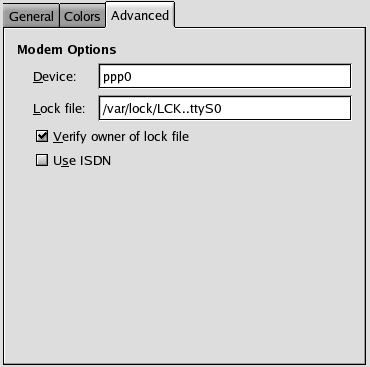 General Colors Advanced
Modem Options
Device: ppp0
Lock file: /var/lock/LCK..ttyS0
Verify owner of lock file
Use ISDN